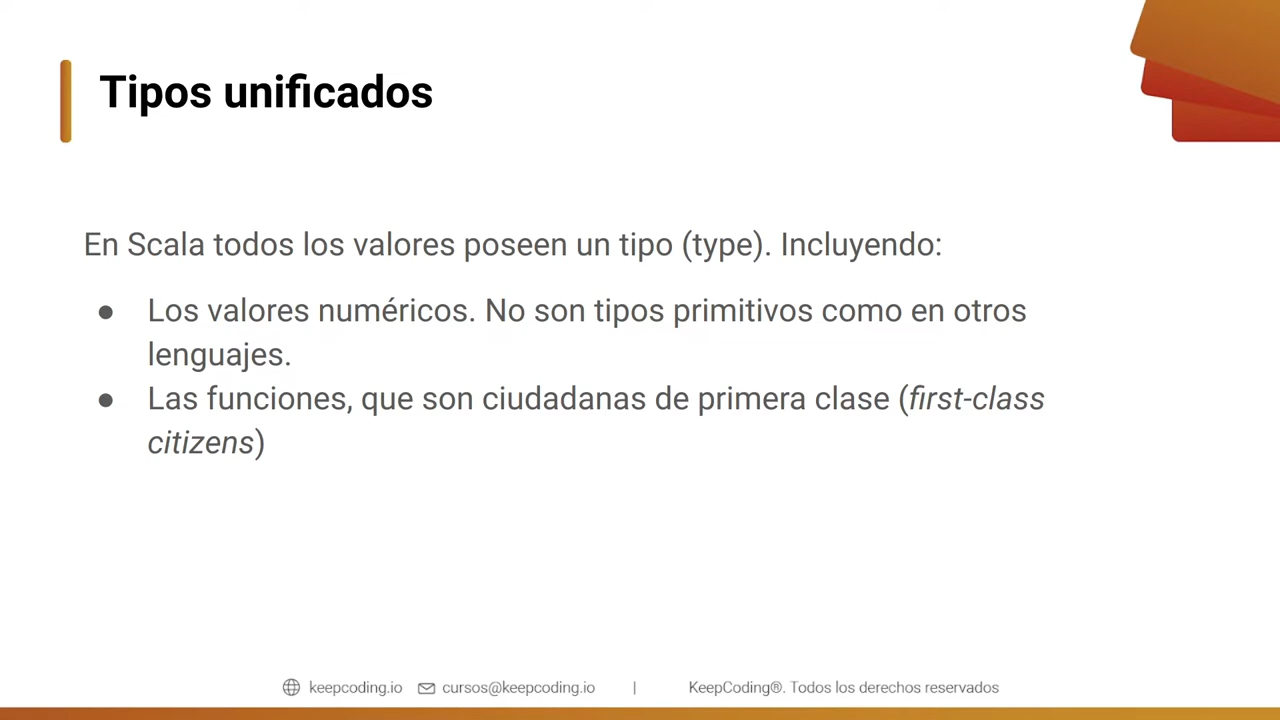 Tipos unificados
En Scala todos los valores poseen un tipo (type). Incluyendo:
● Los valores numéricos. No son tipos primitivos como en otros
lenguajes.
● Las funciones, que son ciudadanas de primera clase (first-class
citizens)
keepcoding.io cursos@keepcoding.io | KeepCoding®. Todos los derechos reservados